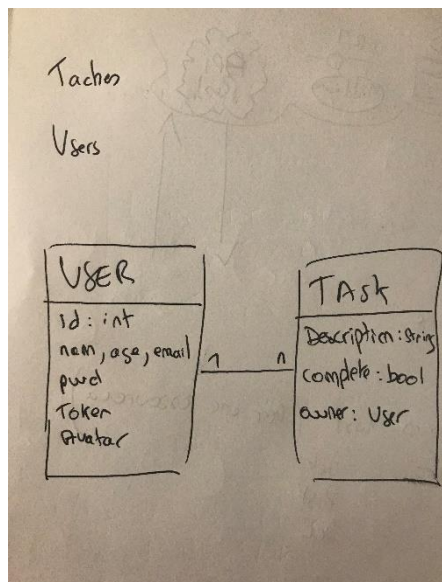 Taches
Users
USER
id: int
nom, age, email
pwd
Token
Avatar
1 n
TAsk
Description: String
complete: bool
owner: User